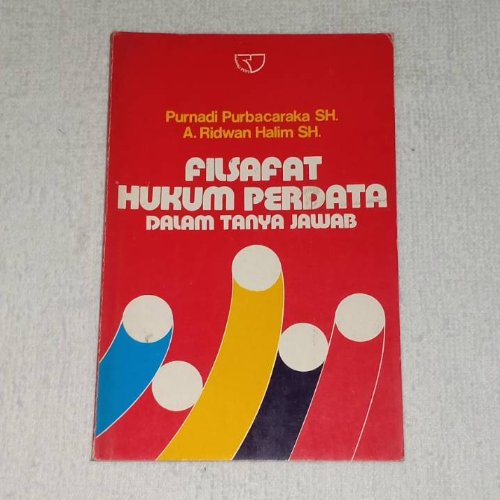 Purnadi Purbacaraka SH.
A. Ridwan Halim SH.
FILSAFAT
HUKUM PERDATA
DALAM TANYA JAWAB